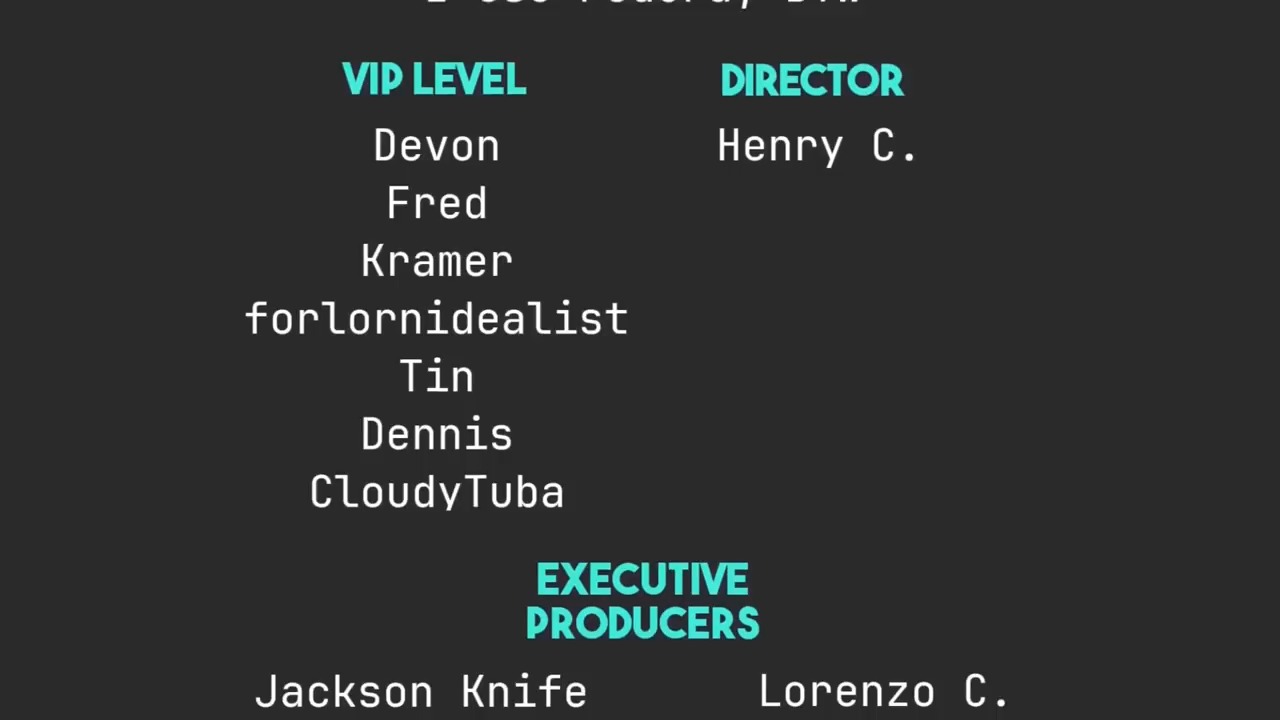 VIP LEVEL
Devon
Fred
Kramer
forlornidealist
Tin
Dennis
CloudyTuba
DIRECTOR
Henry C.
EXECUTIVE
PRODUCERS
Jackson Knife
Lorenzo C.